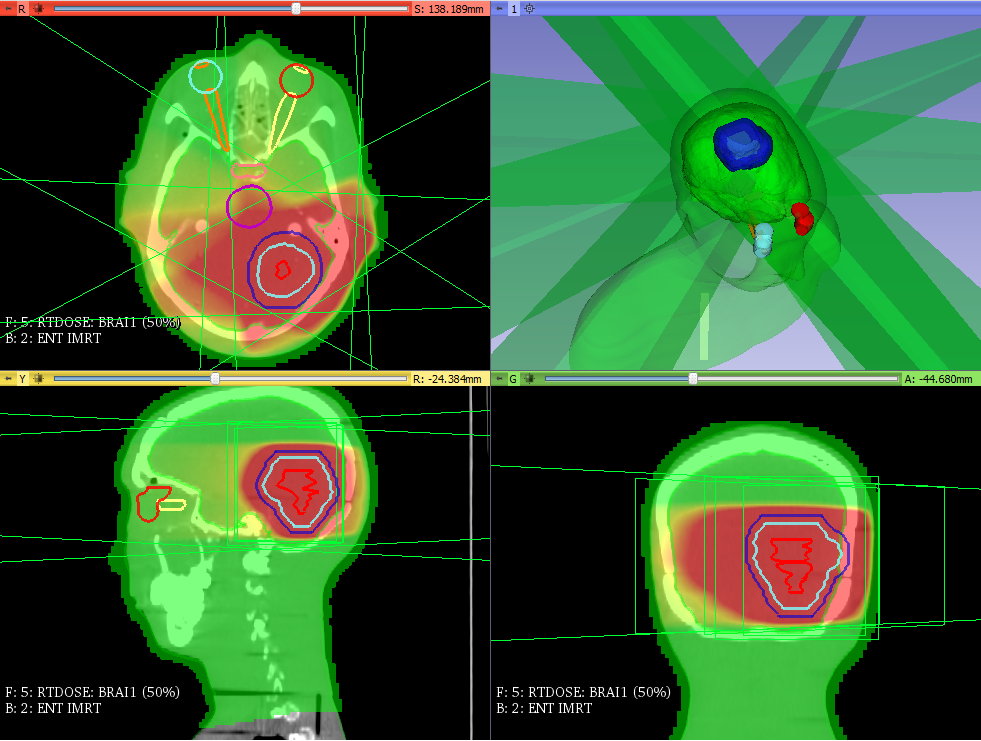 R S: 138.189mm
1
F: 5: RTDOSE: BRAI1 (50%)
B: 2: ENT IMRT
Y R: -24.384mm
G A: -44.680mm
F: 5: RTDOSE: BRAI1 (50%)
B: 2: ENT IMRT
F: 5: RTDOSE: BRAI1 (50%)
B: 2: ENT IMRT